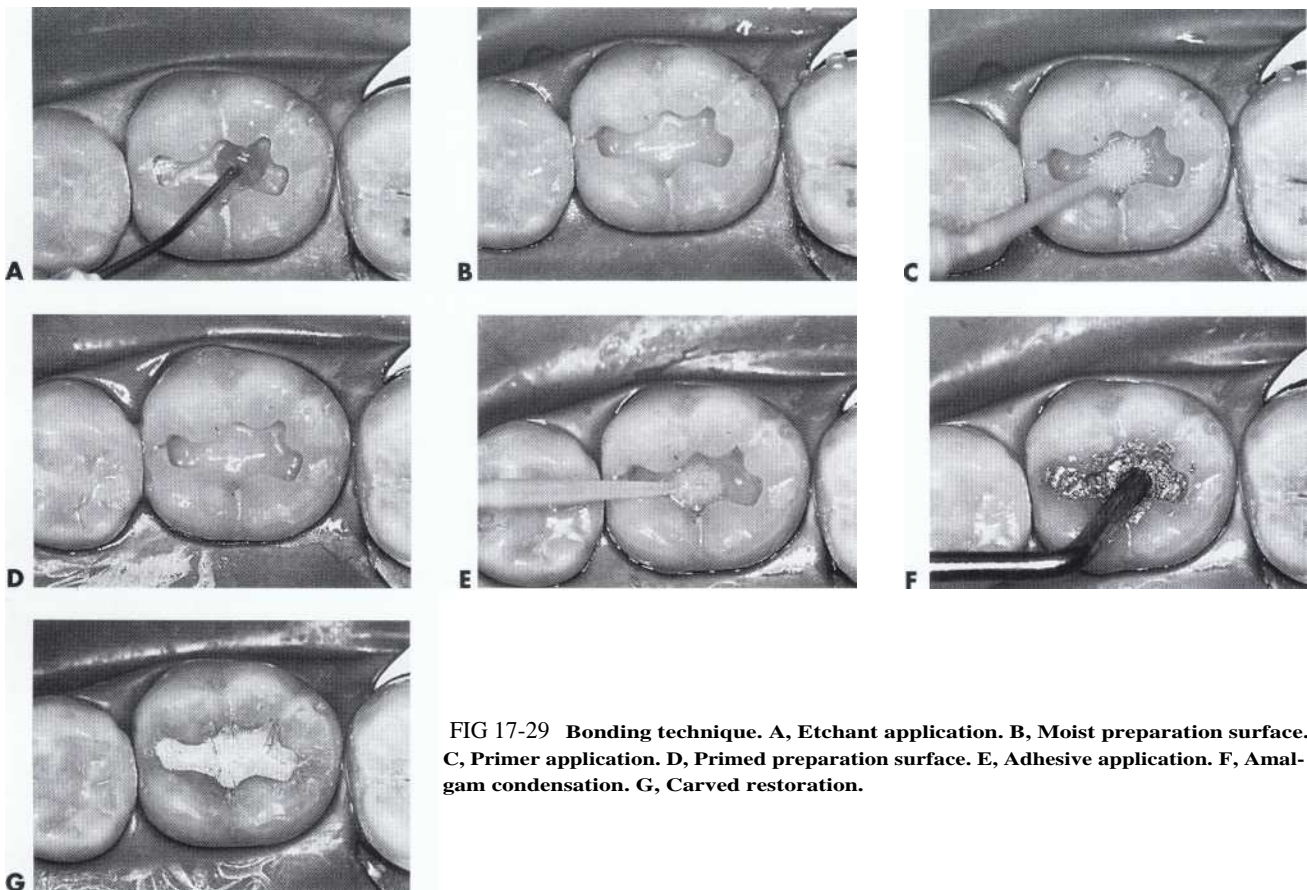 A
B
C
D
E
F
G
FIG 17-29 Bonding technique. A, Etchant application. B, Moist preparation surface.
C, Primer application. D, Primed preparation surface. E, Adhesive application. F, Amal-
gam condensation. G, Carved restoration.